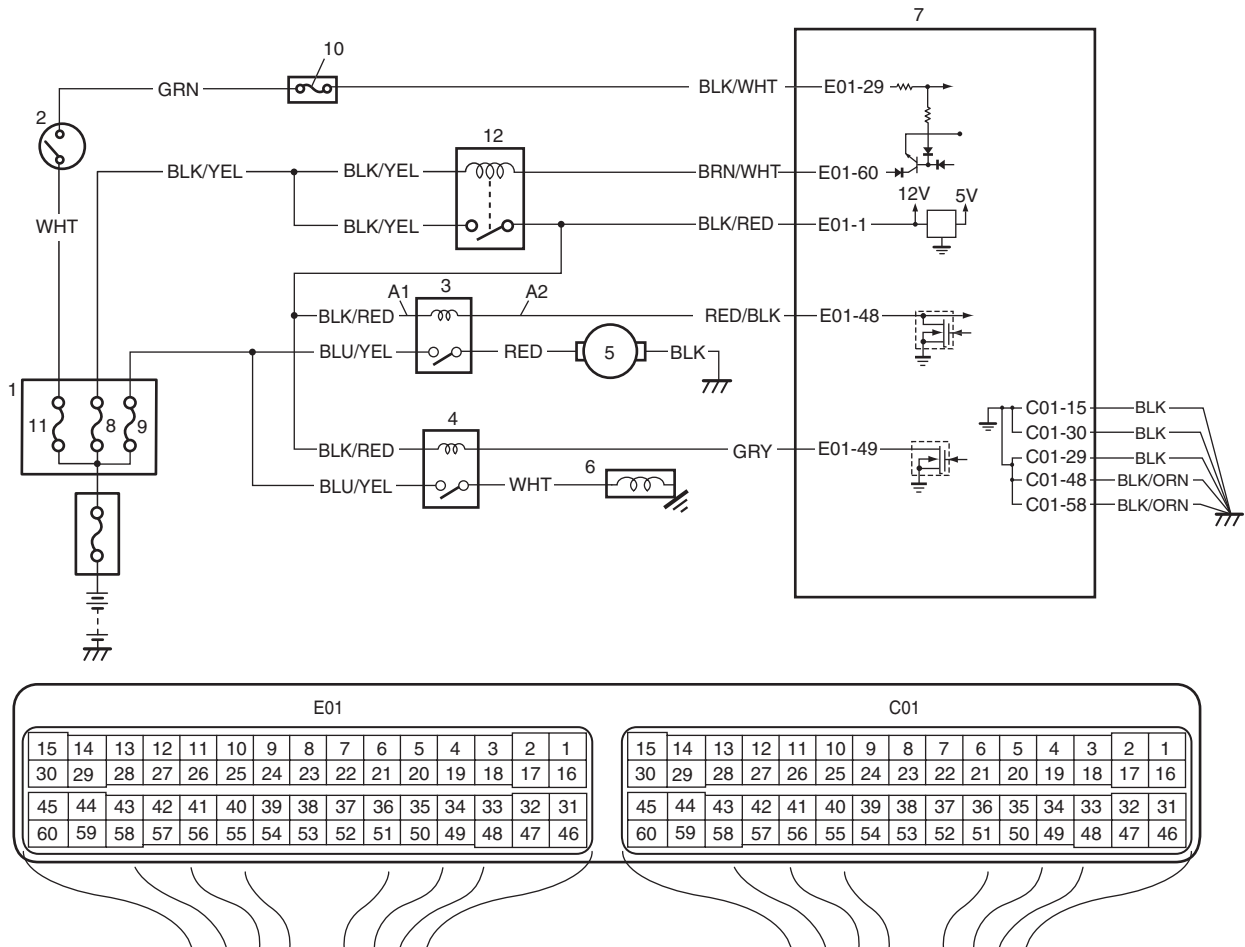 7
10
GRN
BLK/WHT
E01-29
2
12
BLK/YEL
BLK/YEL
BRN/WHT
E01-60
12V
5V
WHT
BLK/YEL
BLK/RED
E01-1
A1
3
A2
BLK/RED
RED/BLK
E01-48
BLU/YEL
RED
5
BLK
1
11
8
9
4
C01-15
BLK
C01-30
BLK
BLK/RED
GRY
E01-49
C01-29
BLK
6
C01-48
BLK/ORN
BLU/YEL
WHT
C01-58
BLK/ORN
E01
C01
15 14 13 12 11 10 9 8 7 6 5 4 3 2 1
30 29 28 27 26 25 24 23 22 21 20 19 18 17 16
45 44 43 42 41 40 39 38 37 36 35 34 33 32 31
60 59 58 57 56 55 54 53 52 51 50 49 48 47 46
15 14 13 12 11 10 9 8 7 6 5 4 3 2 1
30 29 28 27 26 25 24 23 22 21 20 19 18 17 16
45 44 43 42 41 40 39 38 37 36 35 34 33 32 31
60 59 58 57 56 55 54 53 52 51 50 49 48 47 46